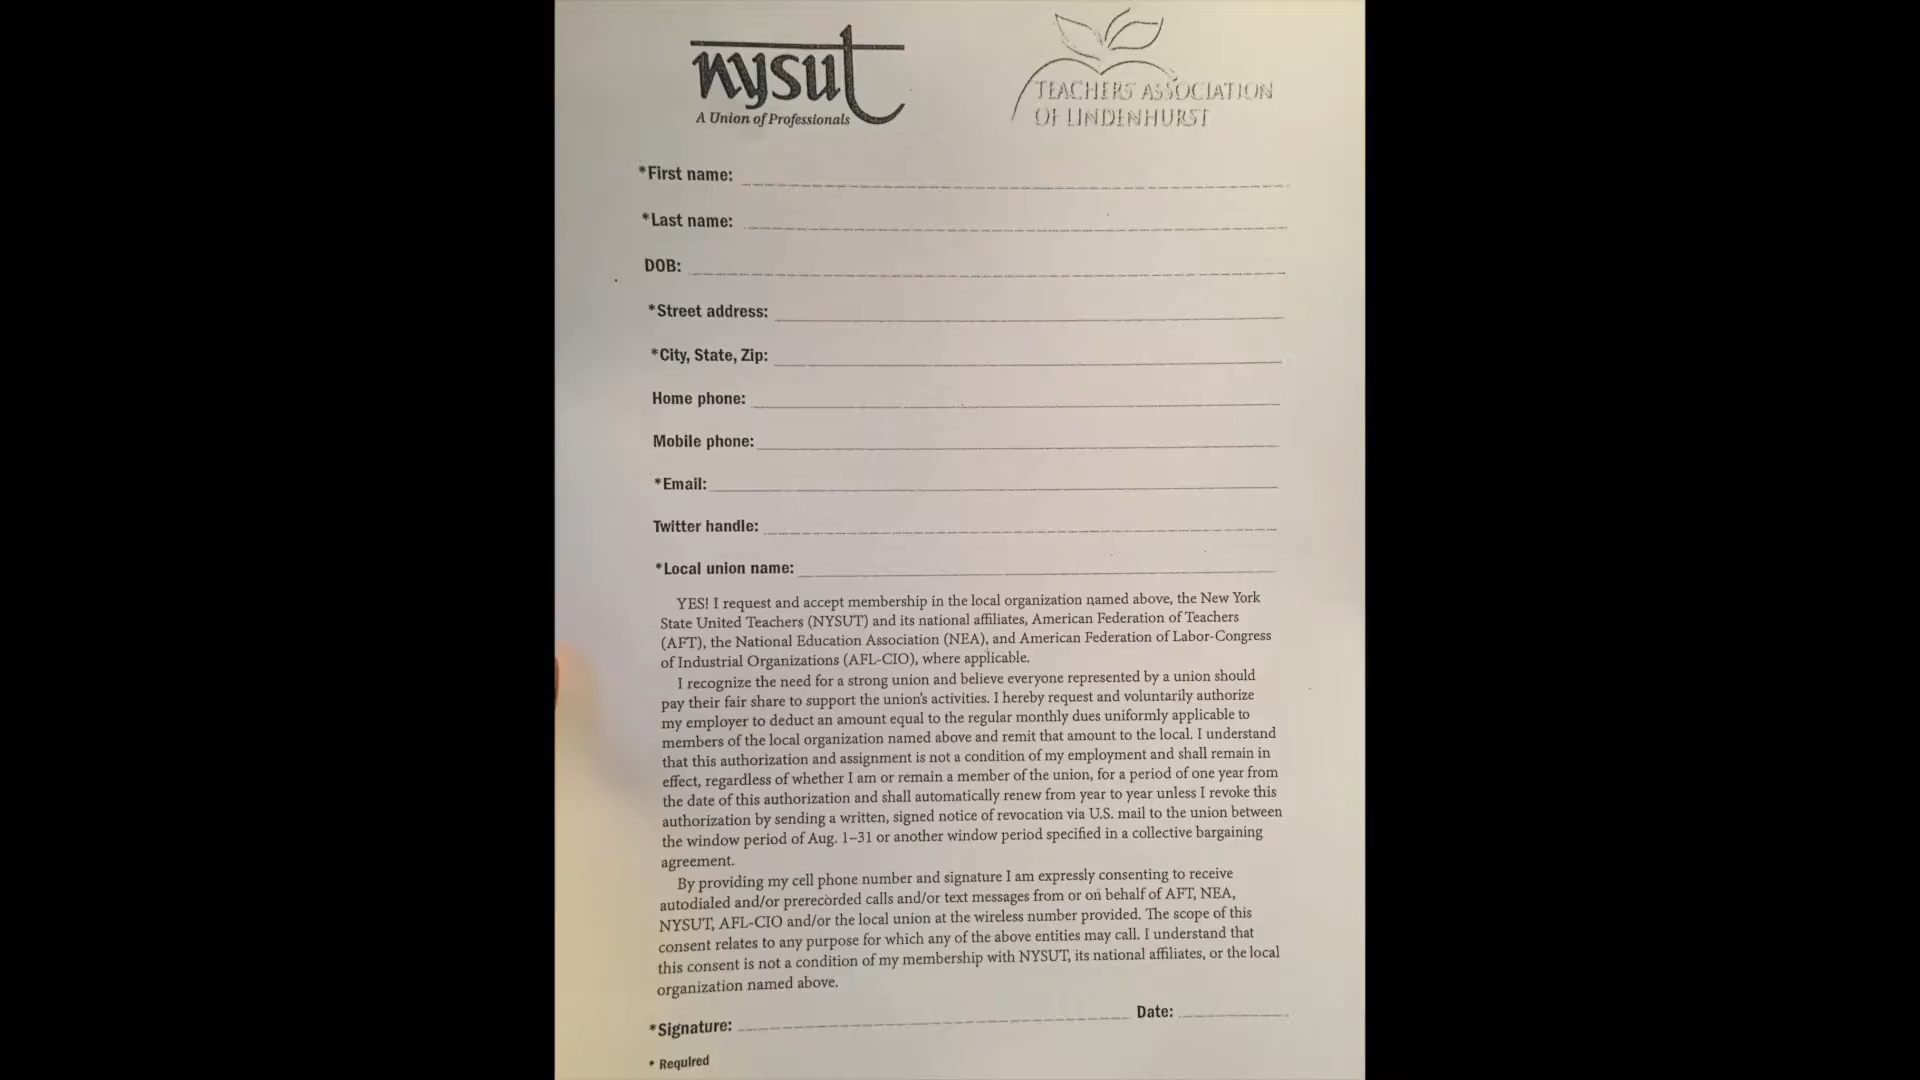 nysut
A Union of Professionals
TEACHERS' ASSOCIATION
OF LINDENHURST
*First name:
*Last name:
DOB:
*Street address:
*City, State, Zip:
Home phone:
Mobile phone:
*Email:
Twitter handle:
*Local union name:
YES! I request and accept membership in the local organization named above, the New York
State United Teachers (NYSUT) and its national affiliates, American Federation of Teachers
(AFT), the National Education Association (NEA), and American Federation of Labor-Congress
of Industrial Organizations (AFL-CIO), where applicable.
I recognize the need for a strong union and believe everyone represented by a union should
pay their fair share to support the union's activities. I hereby request and voluntarily authorize
my employer to deduct an amount equal to the regular monthly dues uniformly applicable to
members of the local organization named above and remit that amount to the local. I understand
that this authorization and assignment is not a condition of my employment and shall remain in
effect, regardless of whether I am or remain a member of the union, for a period of one year from
the date of this authorization and shall automatically renew from year to year unless I revoke this
authorization by sending a written, signed notice of revocation via U.S. mail to the union between
the window period of Aug. 1–31 or another window period specified in a collective bargaining
agreement.
By providing my cell phone number and signature I am expressly consenting to receive
autodialed and/or prerecorded calls and/or text messages from or on behalf of AFT, NEA,
NYSUT, AFL-CIO and/or the local union at the wireless number provided. The scope of this
consent relates to any purpose for which any of the above entities may call. I understand that
this consent is not a condition of my membership with NYSUT, its national affiliates, or the local
organization named above.
*Signature: Date:
* Required